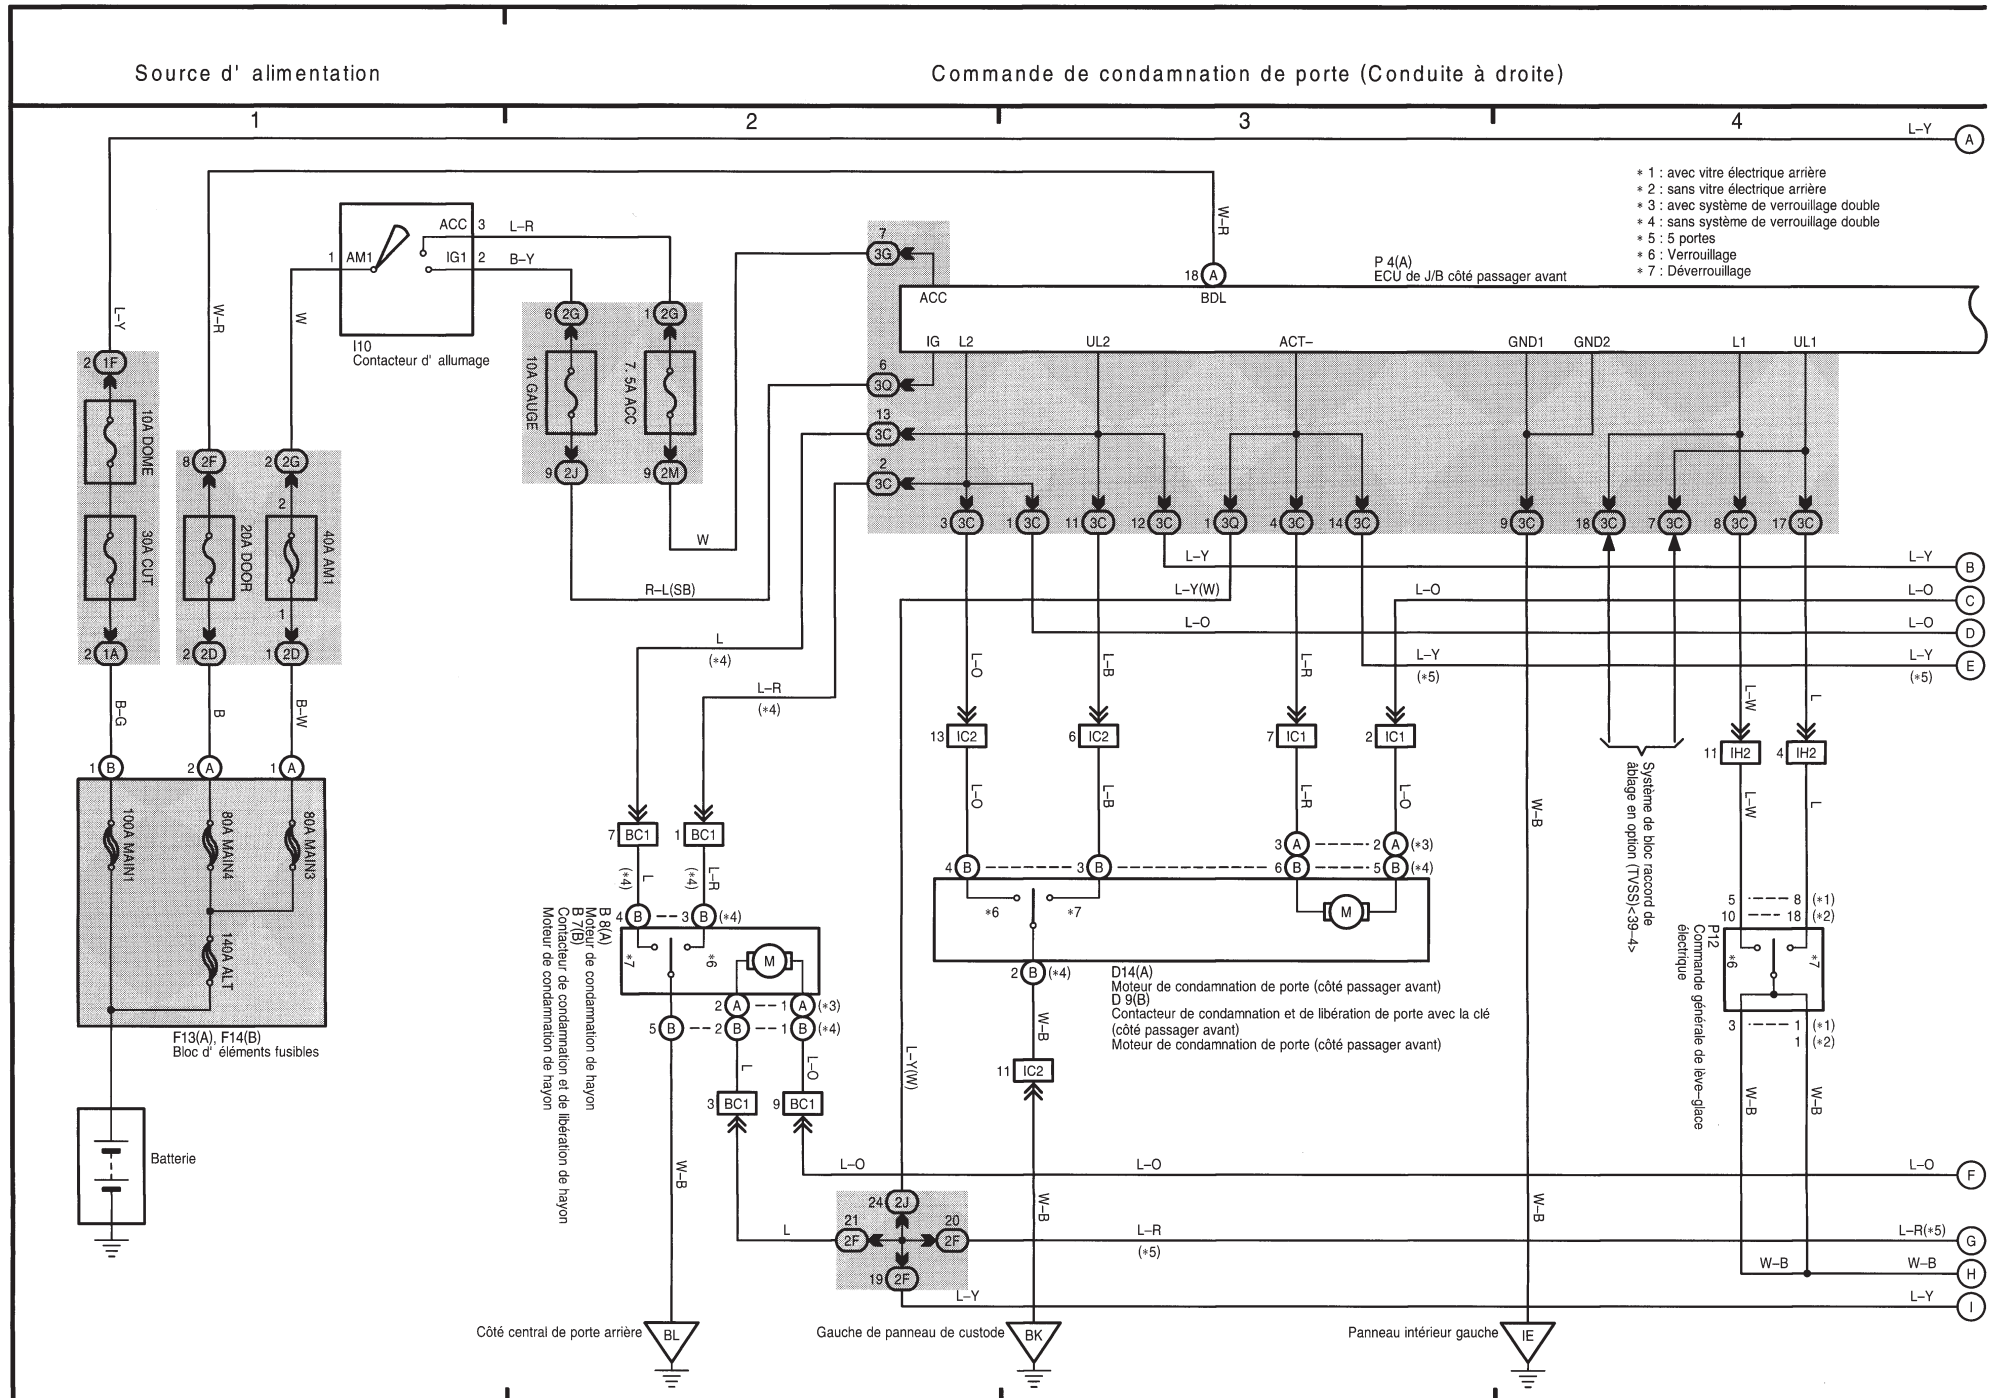 Source d' alimentation
Commande de condamnation de porte (Conduite à droite)
1
2
3
4
L–Y
A
* 1 : avec vitre électrique arrière
* 2 : sans vitre électrique arrière
* 3 : avec système de verrouillage double
* 4 : sans système de verrouillage double
* 5 : 5 portes
* 6 : Verrouillage
* 7 : Déverrouillage
W–R
ACC 3
L–R
1 AM1
IG1 2
B–Y
I10
Contacteur d' allumage
7
3G
18 A
P 4(A)
ECU de J/B côté passager avant
ACC
BDL
IG
L2
UL2
ACT–
GND1
GND2
L1
UL1
L–Y
W–R
W
6 2G
1 2G
10A GAUGE
7. 5A ACC
9 2J
9 2M
6
3Q
13
3C
2
3C
2 1F
10A DOME
30A CUT
2 1A
8 2F
2 2G
2
20A DOOR
40A AM1
1
2 2D
1 2D
3 3C
1 3C
11 3C
12 3C
1 3Q
4 3C
14 3C
9 3C
18 3C
7 3C
8 3C
17 3C
W
R–L(SB)
L–Y
B
L–Y(W)
L–O
L–O
C
L–O
L–O
D
L–Y
(*5)
L–Y
(*5)
E
L
(*4)
L–R
(*4)
L–O
L–B
L–R
L–W
L
B–G
B
B–W
13 IC2
6 IC2
7 IC1
2 IC1
11 IH2
4 IH2
Système de bloc raccord de
âblage en option (TVSS)<39–4>
1 B
2 A
1 A
100A MAIN1
80A MAIN4
80A MAIN3
140A ALT
F13(A), F14(B)
Bloc d' éléments fusibles
Batterie
L–O
L–B
L–R
L–O
W–B
L–W
L
7 BC1
1 BC1
L
(*4)
L–R
(*4)
4 B
3 B (*4)
*7
*6
M
2 A
1 A (*3)
5 B
2 B
1 B (*4)
B 8(A)
Moteur de condamnation de hayon
B 7(B)
Contacteur de condamnation et de libération de hayon
Moteur de condamnation de hayon
3 A
2 A (*3)
4 B
3 B
6 B
5 B (*4)
*6
*7
M
2 B (*4)
D14(A)
Moteur de condamnation de porte (côté passager avant)
D 9(B)
Contacteur de condamnation et de libération de porte avec la clé
(côté passager avant)
Moteur de condamnation de porte (côté passager avant)
5 8 (*1)
10 18 (*2)
*6
*7
P12
Commande générale de lève–glace
électrique
3 1 (*1)
1 (*2)
L
L–O
3 BC1
9 BC1
L–Y(W)
W–B
11 IC2
W–B
W–B
W–B
L–O
L–O
L–O
F
24 2J
21
2F
20
2F
19 2F
L
W–B
W–B
L–R
(*5)
L–R(*5)
G
W–B
W–B
H
L–Y
L–Y
I
Côté central de porte arrière
BL
Gauche de panneau de custode
BK
Panneau intérieur gauche
IE